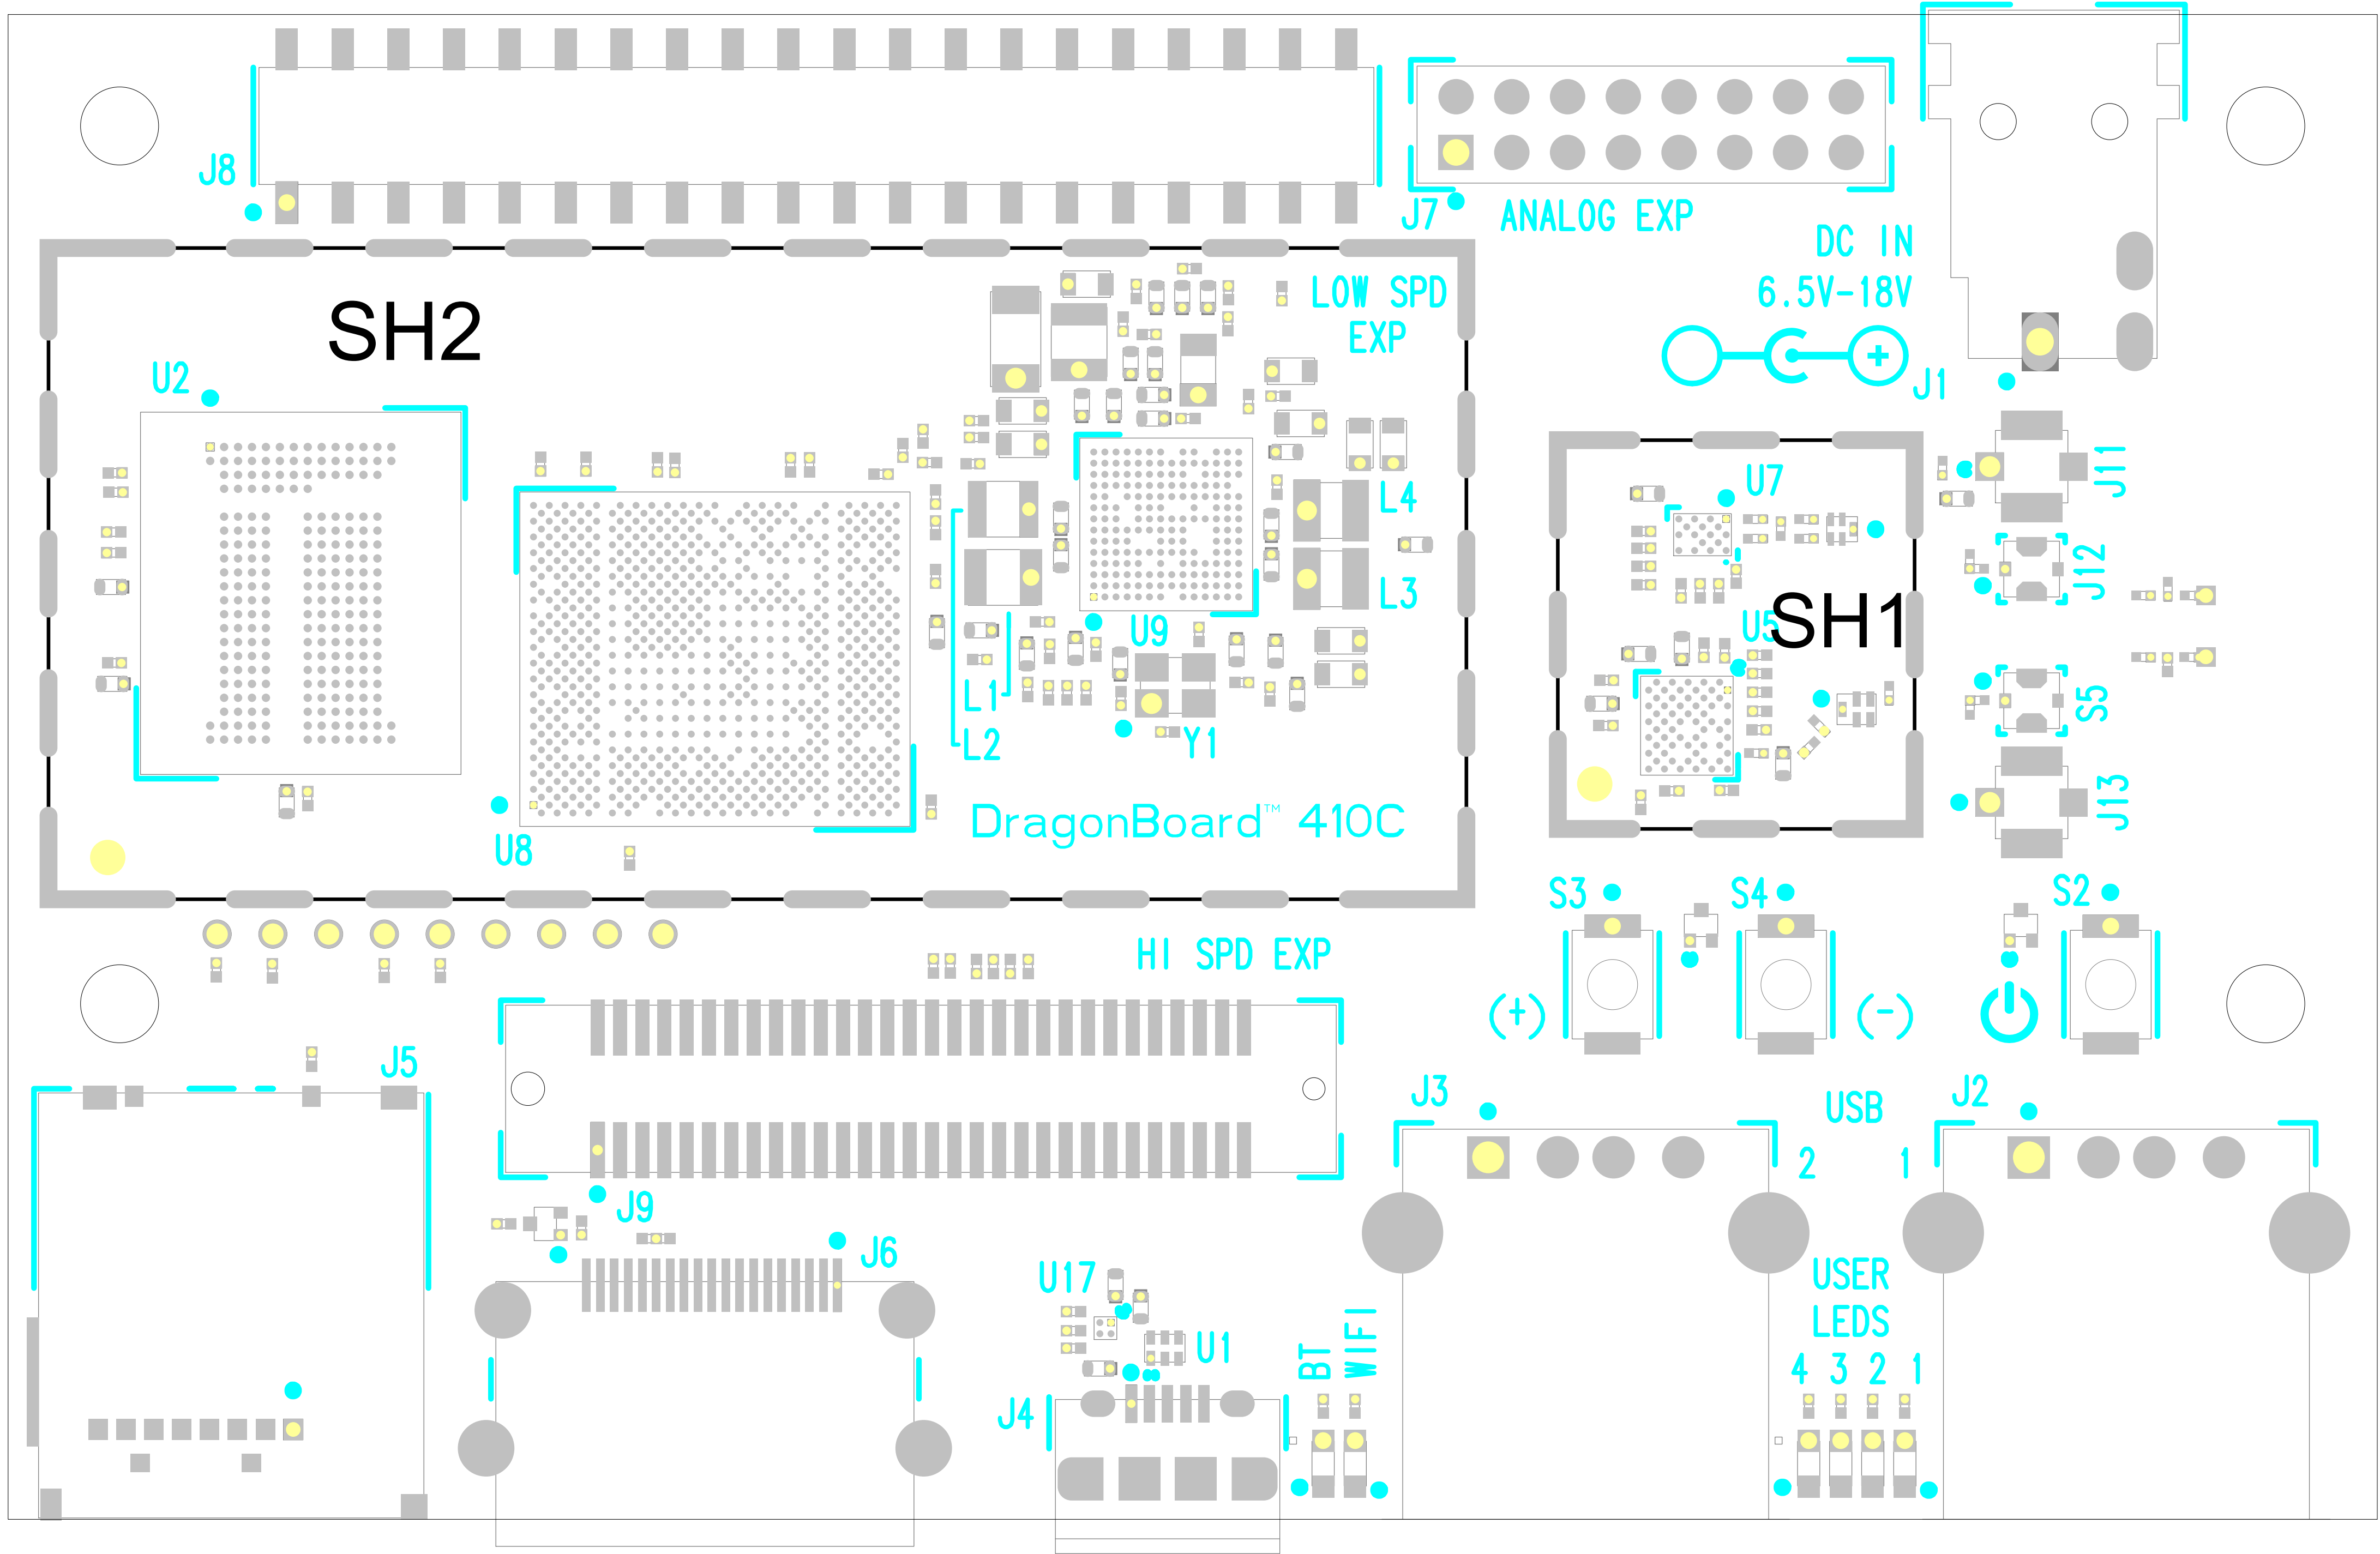 J8
J7
ANALOG EXP
DC IN
6.5V-18V
J1
SH2
LOW SPD
EXP
U2
U7
J11
L4
L3
J12
U5
SH1
U9
L1
L2
Y1
S5
J13
U8
DragonBoard™ 410C
S3
S4
S2
HI SPD EXP
(+)
(-)
J5
J3
USB
J2
2 1
J9
J6
U17
U1
USER
LEDS
BT
WIFI
4 3 2 1
J4